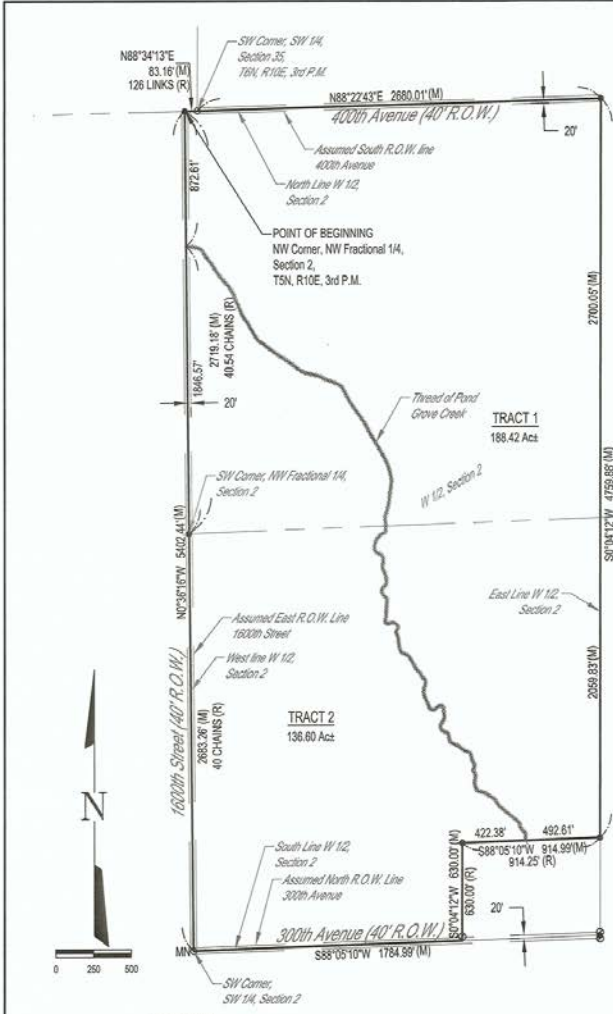 N88°34'13"E
83.16' (M)
126 LINKS (R)
SW Corner, SW 1/4,
Section 35,
T6N, R10E, 3rd P.M.
N88°22'43"E 2680.01' (M)
400th Avenue (40' R.O.W.)
20'
Assumed South R.O.W. line
400th Avenue
North Line W 1/2,
Section 2
872.61'
POINT OF BEGINNING
NW Corner, NW Fractional 1/4,
Section 2,
T5N, R10E, 3rd P.M.
2700.05' (M)
2719.18' (M)
40.54 CHAINS (R)
1846.57'
20'
Thread of Pond
Grove Creek
TRACT 1
188.42 Ac±
W 1/2, Section 2
S0°04'12"W 4759.88' (M)
SW Corner, NW Fractional 1/4,
Section 2
N0°36'16"W 5402.44' (M)
East Line W 1/2,
Section 2
Assumed East R.O.W. Line
1600th Street
West line W 1/2,
Section 2
2059.83' (M)
1600th Street (40' R.O.W.)
2683.26' (M)
40 CHAINS (R)
TRACT 2
136.60 Ac±
N
422.38' 492.61'
S88°05'10"W 914.99' (M)
914.25' (R)
S0°04'12"W 630.00' (M)
630.00' (R)
South Line W 1/2,
Section 2
Assumed North R.O.W. Line
300th Avenue
20'
300th Avenue (40' R.O.W.)
MN
S88°05'10"W 1784.99' (M)
0 250 500
SW Corner,
SW 1/4, Section 2